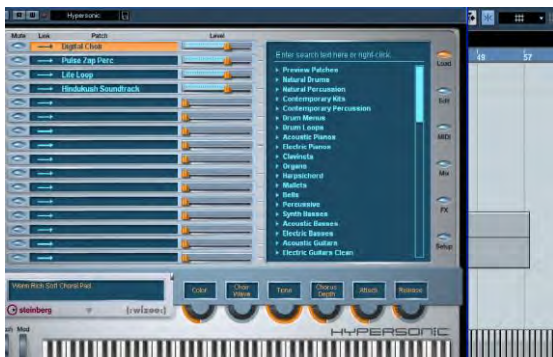 Hypersonic
Mute
Link
Patch
Level
Digital Choir
Pulse Zap Perc
Life Loop
Hindukush Soundtrack
Enter search text here or right-click
Preview Patches
Natural Drums
Natural Percussion
Contemporary Kits
Contemporary Percussion
Drum Menus
Drum Loops
Acoustic Pianos
Electric Pianos
Clavinets
Organs
Harpsichord
Mallets
Bells
Percussive
Synth Basses
Acoustic Basses
Electric Basses
Acoustic Guitars
Electric Guitars Clean
Load
Edit
MIDI
Mix
FX
Setup
49
57
Warm Rich Soft Choral Pad
Color
Choir Wave
Tone
Chorus Depth
Attack
Release
steinberg
[:wizoo:]
HYPERSONIC
Mod